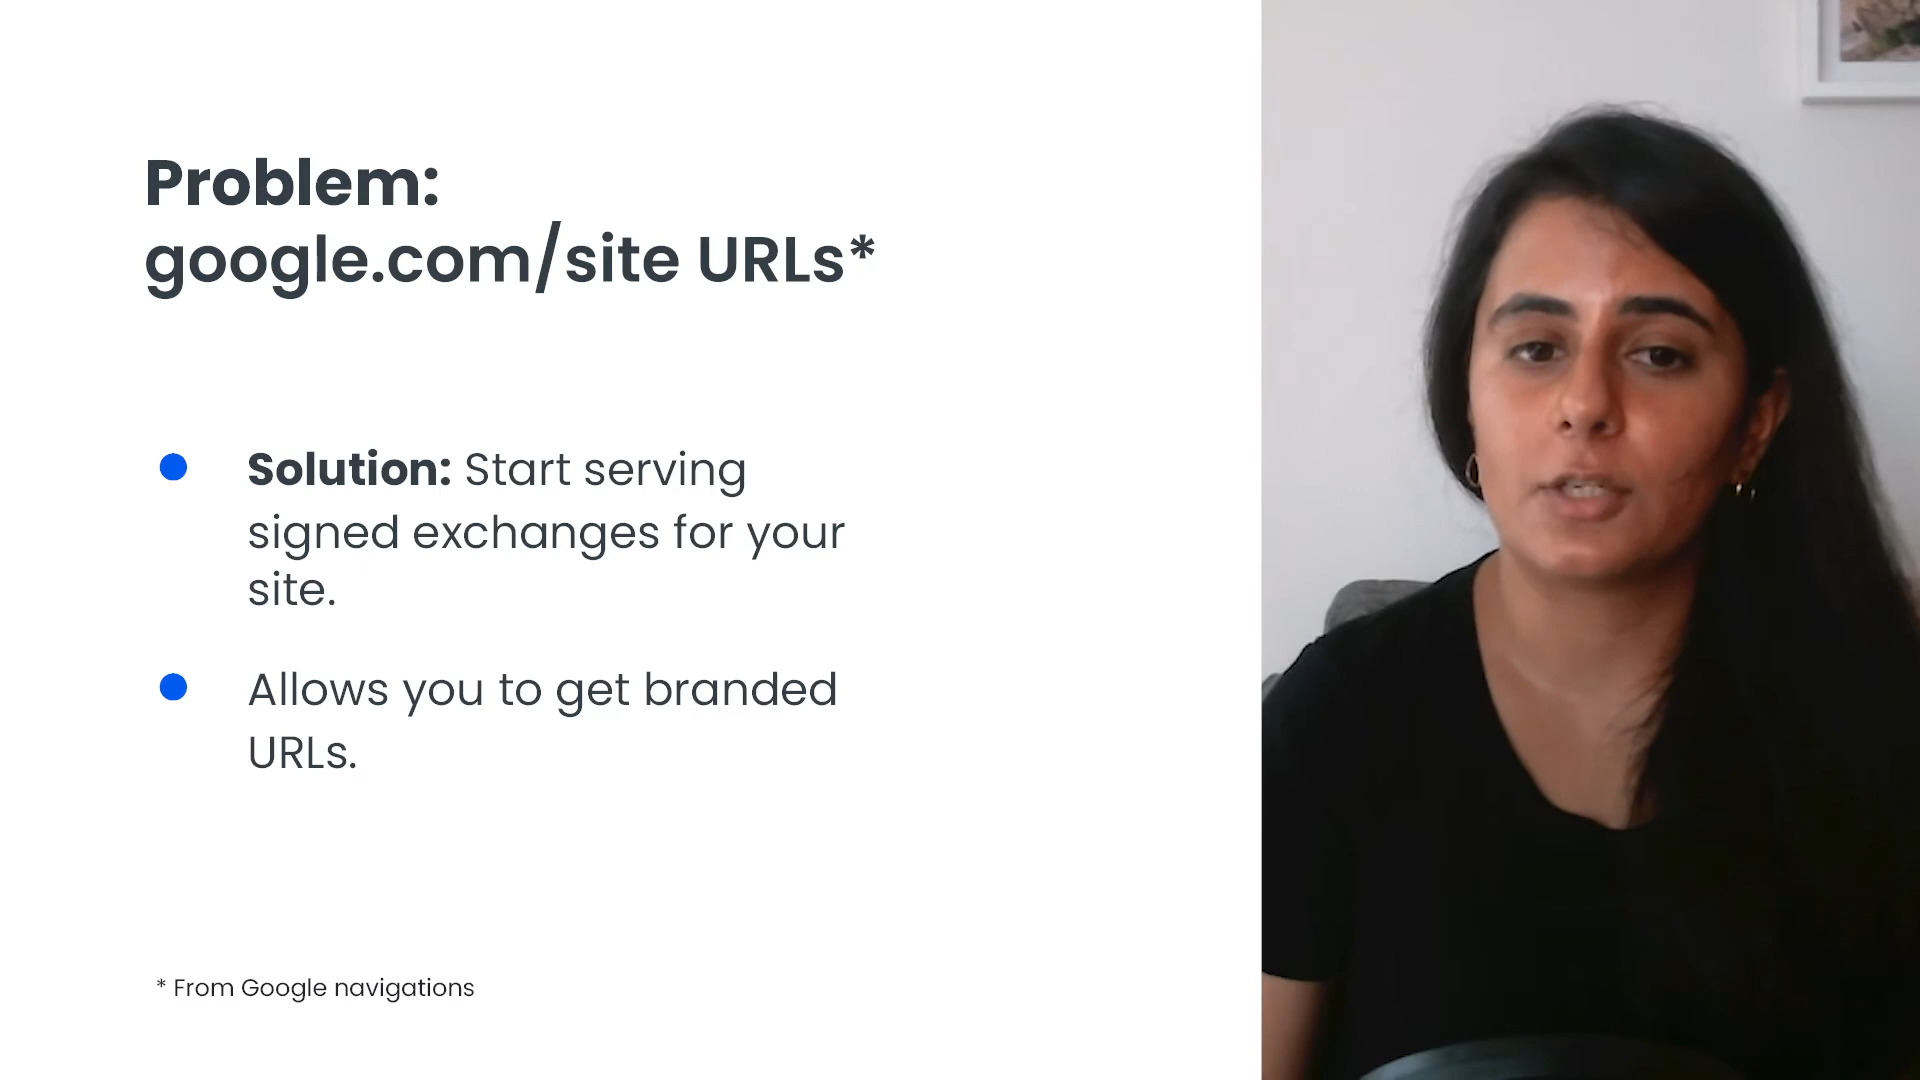 Problem:
google.com/site URLs*
Solution: Start serving
signed exchanges for your
site.
Allows you to get branded
URLs.
* From Google navigations